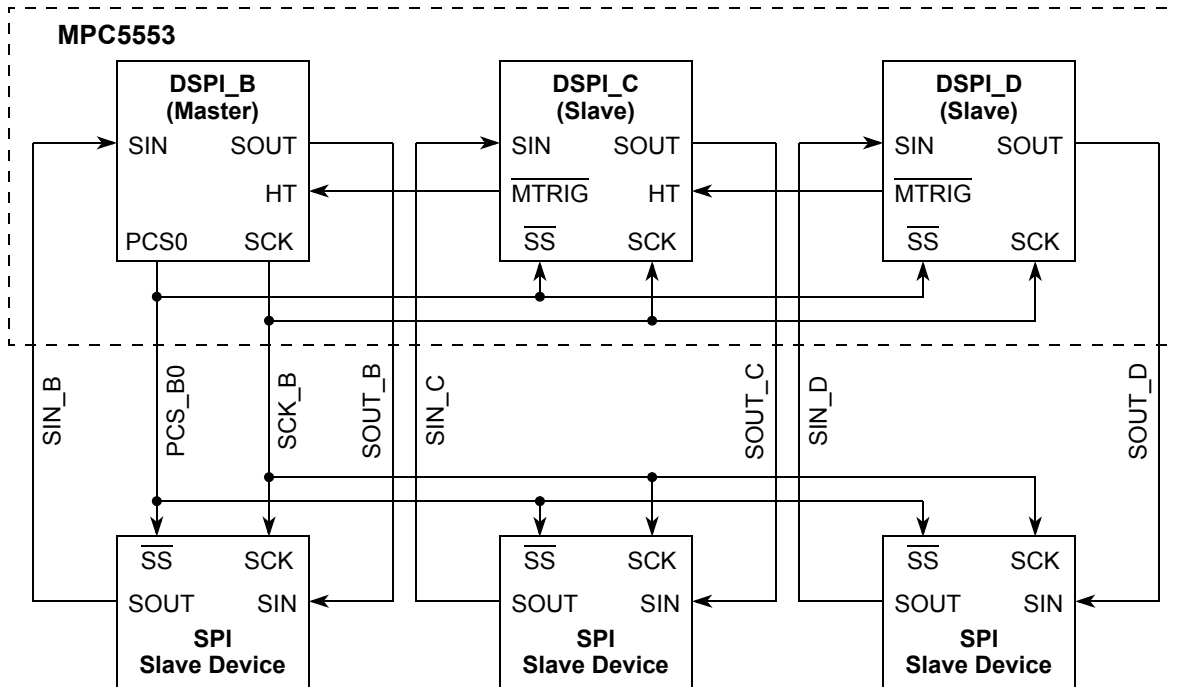 MPC5553
DSPI_B
(Master)
SIN SOUT
HT
PCS0 SCK
DSPI_C
(Slave)
SIN SOUT
MTRIG HT
SS SCK
DSPI_D
(Slave)
SIN SOUT
MTRIG
SS SCK
SIN_B
PCS_B0
SCK_B
SOUT_B
SIN_C
SOUT_C
SIN_D
SOUT_D
SS SCK
SOUT SIN
SPI
Slave Device
SS SCK
SOUT SIN
SPI
Slave Device
SS SCK
SOUT SIN
SPI
Slave Device